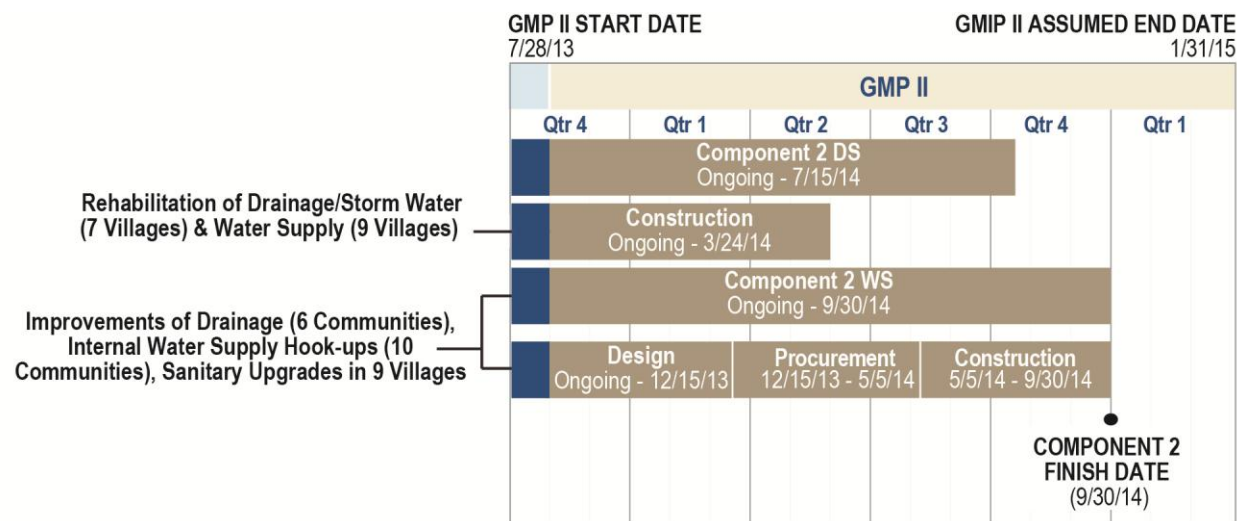 GMP II START DATE
7/28/13
GMIP II ASSUMED END DATE
1/31/15
GMP II
Qtr 4
Qtr 1
Qtr 2
Qtr 3
Qtr 4
Qtr 1
Component 2 DS
Ongoing - 7/15/14
Rehabilitation of Drainage/Storm Water
(7 Villages) & Water Supply (9 Villages)
Construction
Ongoing - 3/24/14
Component 2 WS
Ongoing - 9/30/14
Improvements of Drainage (6 Communities),
Internal Water Supply Hook-ups (10
Communities), Sanitary Upgrades in 9 Villages
Design
Ongoing - 12/15/13
Procurement
12/15/13 - 5/5/14
Construction
5/5/14 - 9/30/14
COMPONENT 2
FINISH DATE
(9/30/14)